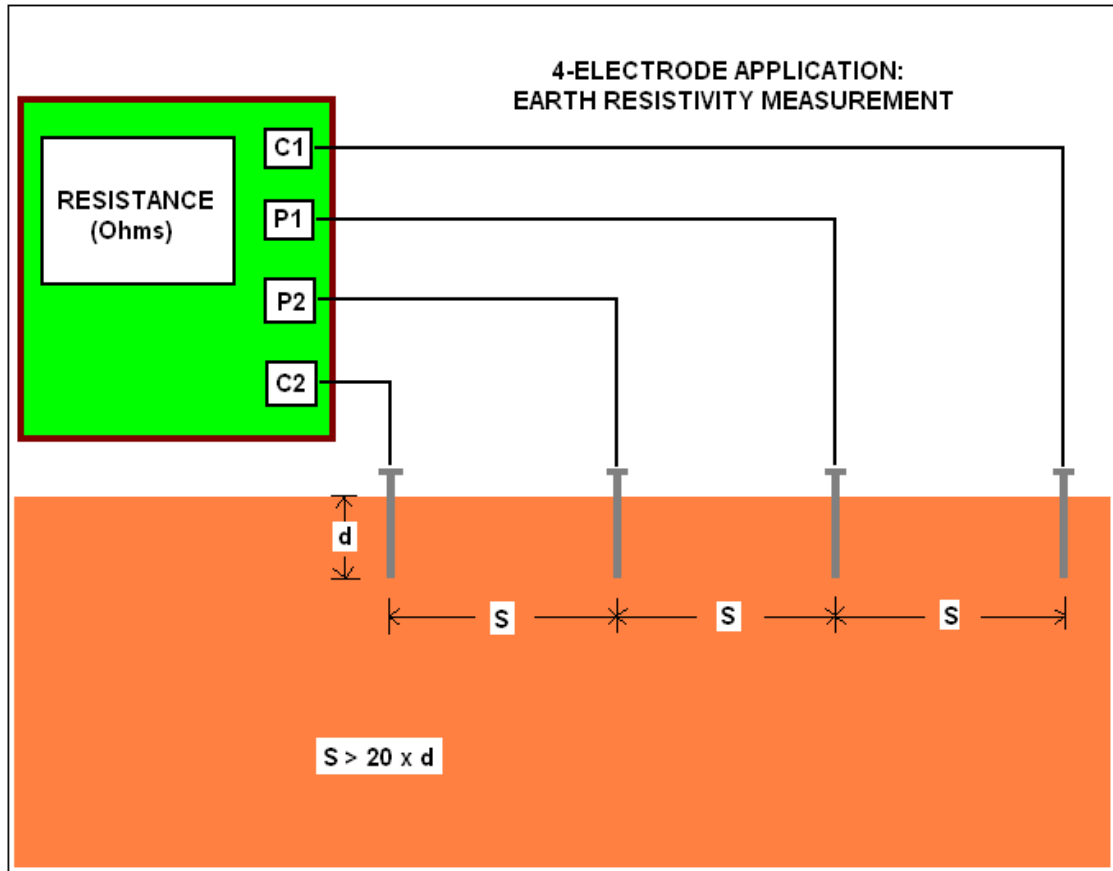 4-ELECTRODE APPLICATION:
EARTH RESISTIVITY MEASUREMENT
RESISTANCE
(Ohms)
C1
P1
P2
C2
d
S
S
S
S > 20 x d